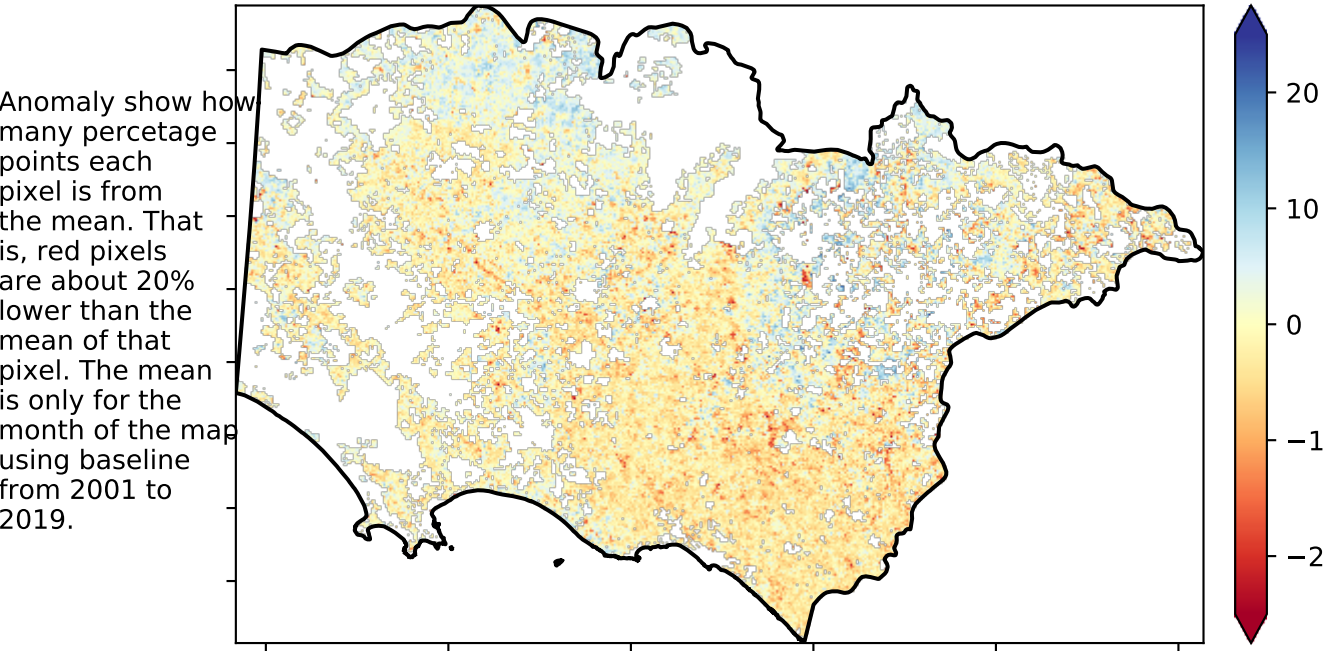 Anomaly show how
many percetage
points each
pixel is from
the mean. That
is, red pixels
are about 20%
lower than the
mean of that
pixel. The mean
is only for the
month of the map
using baseline
from 2001 to
2019.
20
10
0
−1
−2